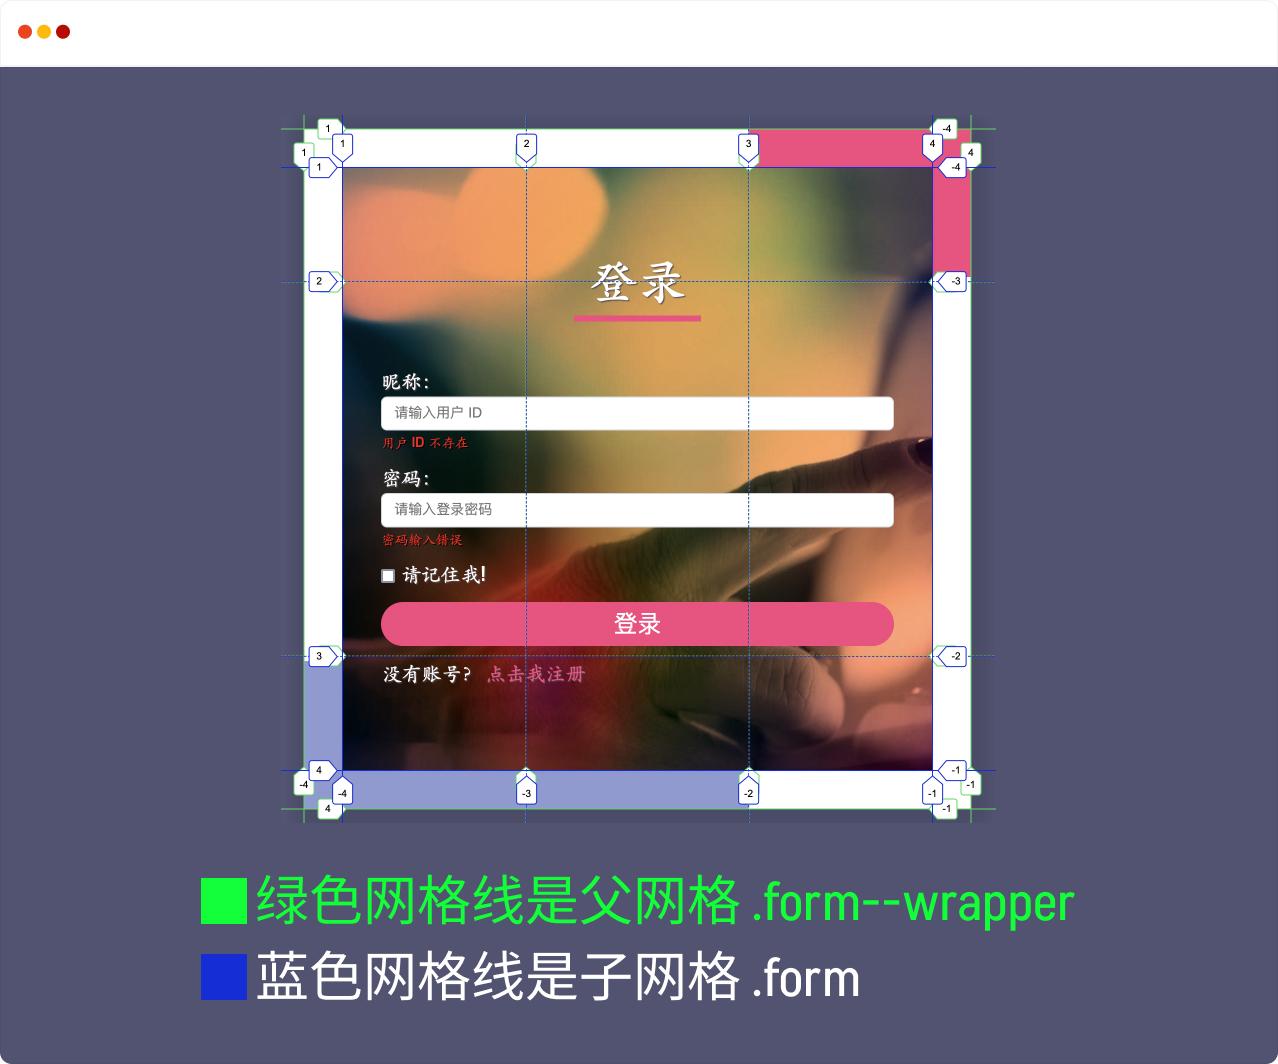 1 -4
1 1 2 3 4 4
1 -4
2 -3
登录
昵称：
请输入用户 ID
用户 ID 不存在
密码：
请输入登录密码
密码输入错误
请记住我!
登录
3 -2
没有账号？ 点击我注册
4 -1
-4 -4 -3 -2 -1 -1
4 -1
绿色网格线是父网格 .form--wrapper
蓝色网格线是子网格 .form